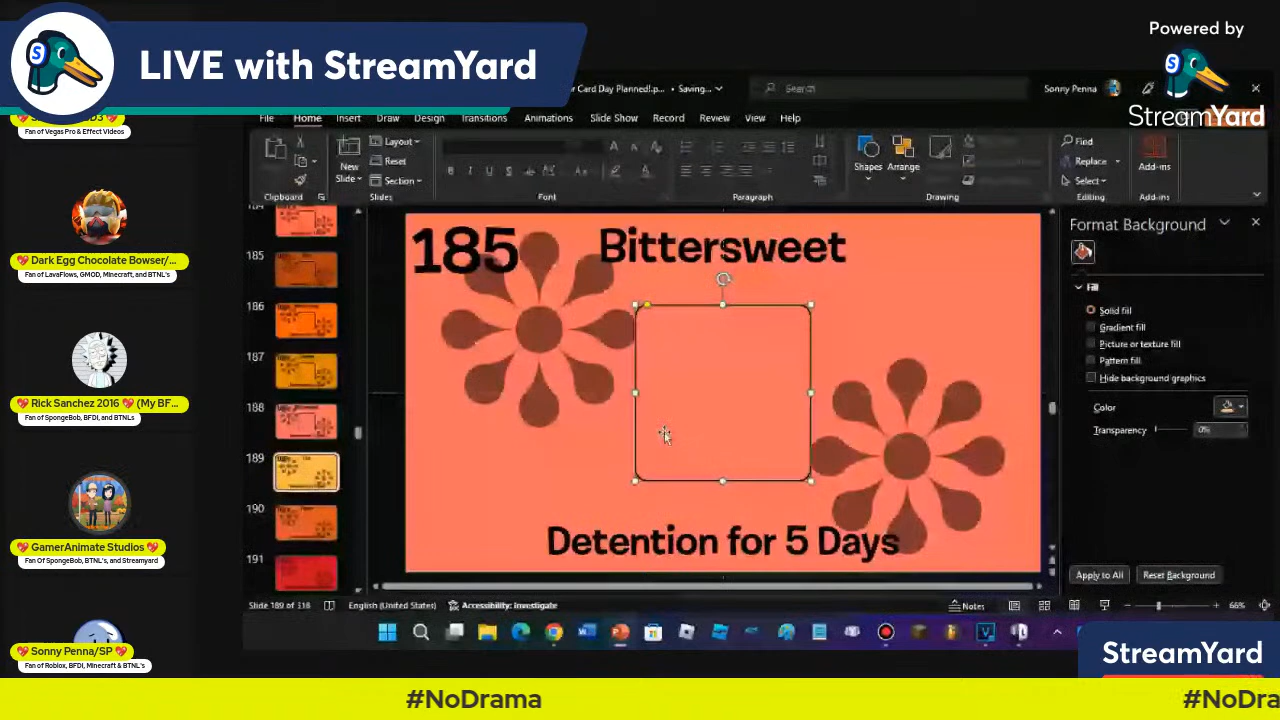 LIVE with StreamYard
Powered by
StreamYard
r Card Day Planned!.p... • Saving...
Search
Sonny Penna
File Home Insert Draw Design Transitions Animations Slide Show Record Review View Help
New
Slide
Layout
Reset
Section
Shapes
Arrange
Find
Replace
Select
Add-ins
Clipboard
Slides
Font
Paragraph
Drawing
Editing
Add-ins
Fan of Vegas Pro & Effect Videos
Dark Egg Chocolate Bowser/...
Fan of LavaFlows, GMOD, Minecraft, and BTNL's
Rick Sanchez 2016 💖 (My BF...
Fan of SpongeBob, BFDI, and BTNLs
GamerAnimate Studios
Fan Of SpongeBob, BTNL's, and Streamyard
Sonny Penna/SP
Fan of Roblox, BFDI, Minecraft & BTNL's
185
186
187
188
189
190
191
185
Bittersweet
Detention for 5 Days
Format Background
Fill
Solid fill
Gradient fill
Picture or texture fill
Pattern fill
Hide background graphics
Color
Transparency
0%
Apply to All
Reset Background
Slide 189 of 318
English (United States)
Accessibility: Investigate
Notes
66%
StreamYard
#NoDrama
#NoDra